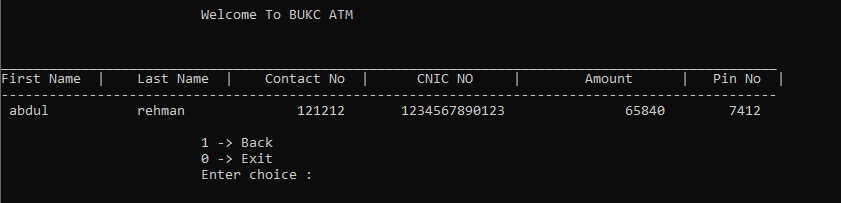 Welcome To BUKC ATM
First Name | Last Name | Contact No | CNIC NO | Amount | Pin No |
abdul rehman 121212 1234567890123 65840 7412
1 -> Back
0 -> Exit
Enter choice :